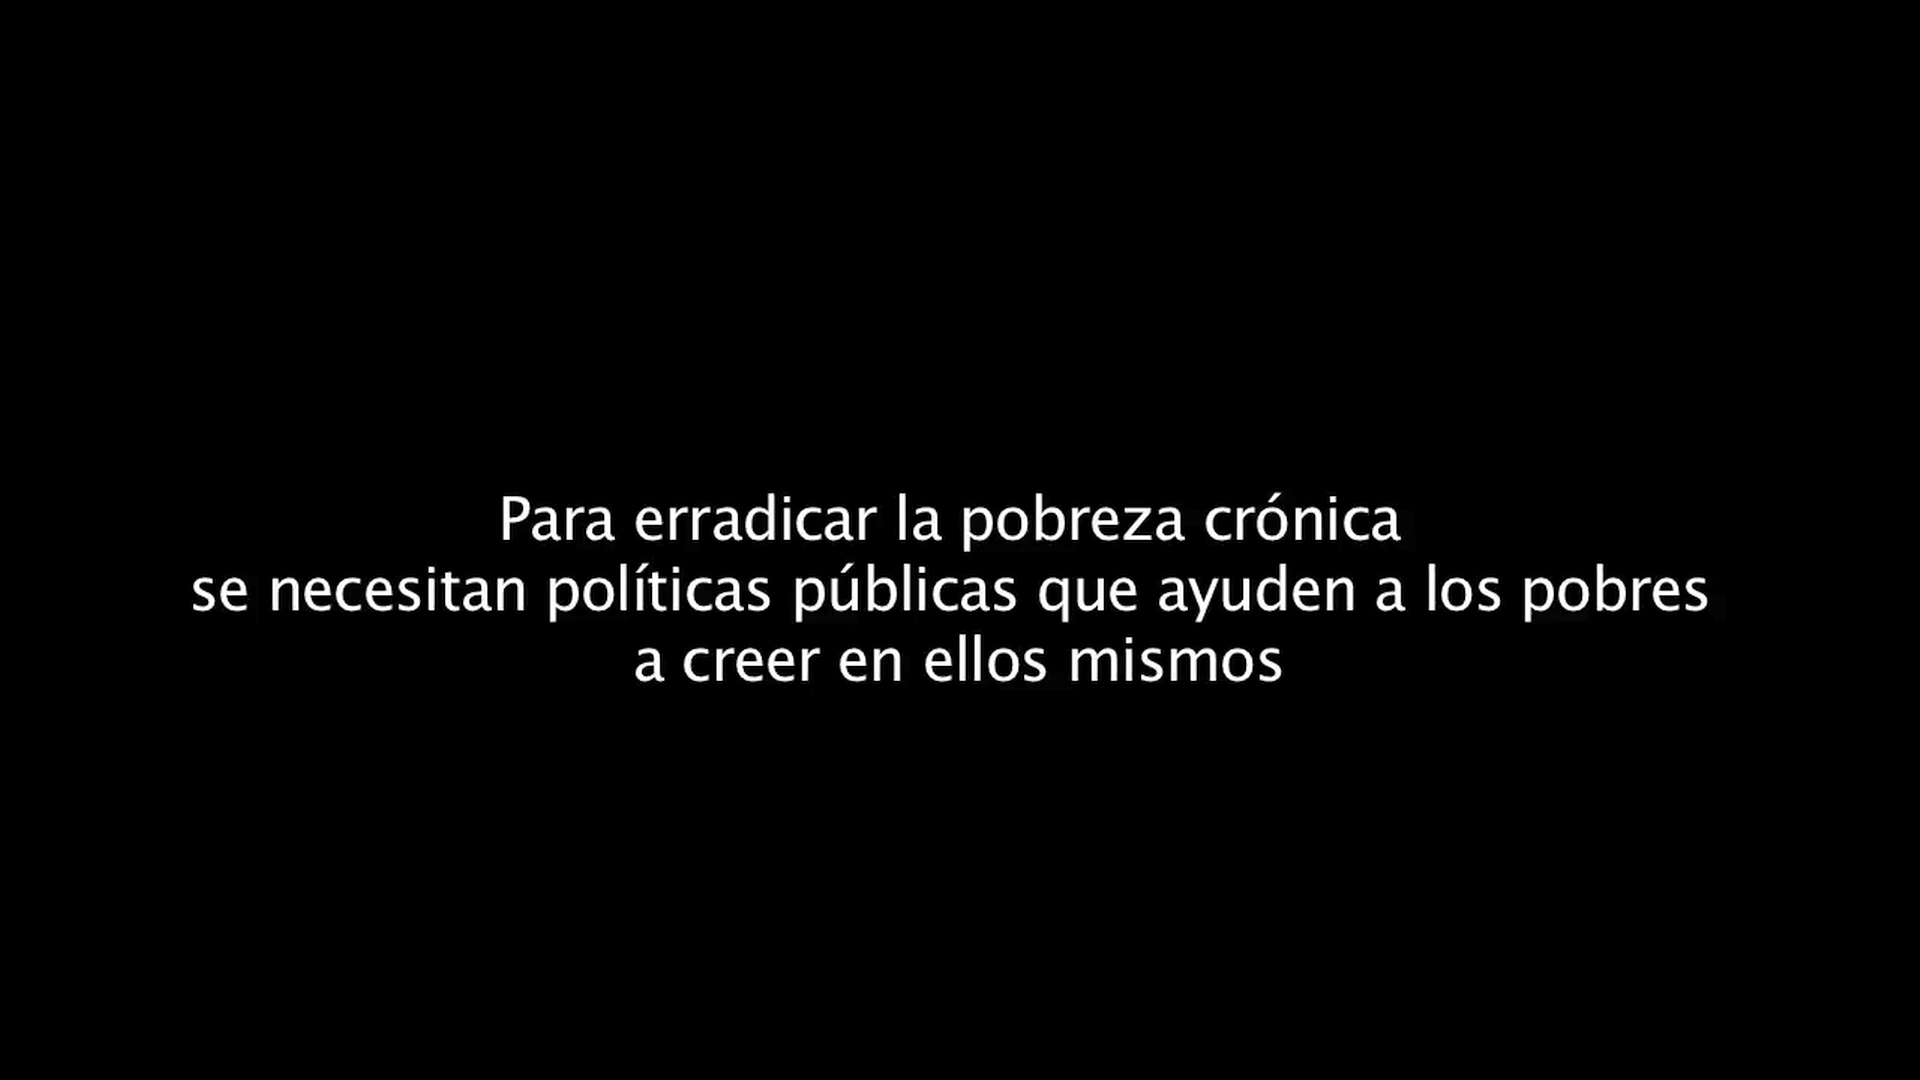 Para erradicar la pobreza crónica
se necesitan políticas públicas que ayuden a los pobres
a creer en ellos mismos